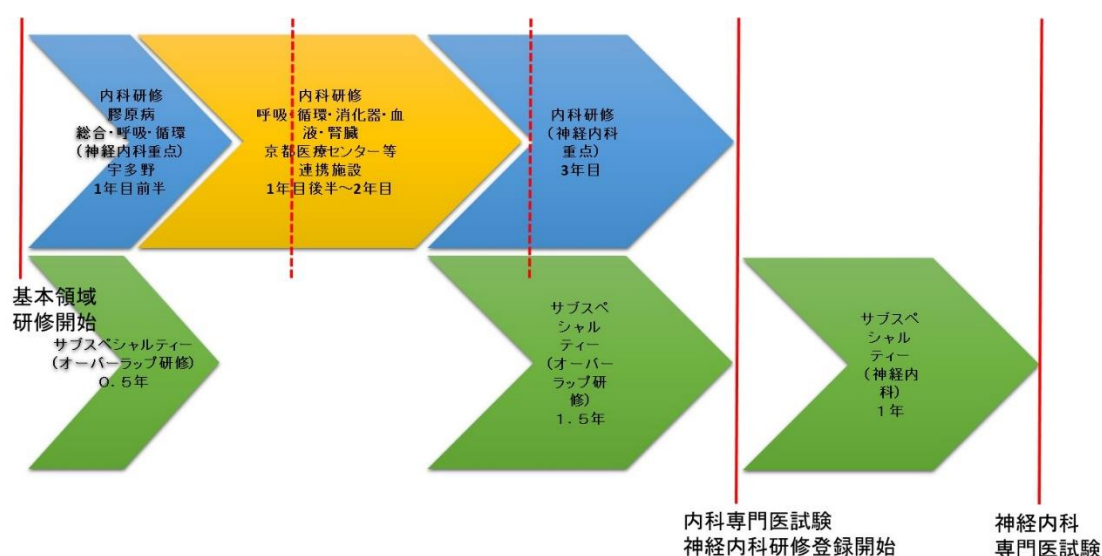 内科研修
膠原病
総合・呼吸・循環
(神経内科重点)
宇多野
1年目前半
内科研修
呼吸・循環・消化器・血
液・腎臓
京都医療センター等
連携施設
1年目後半～2年目
内科研修
(神経内科
重点)
3年目
基本領域
研修開始
サブスペシャルティー
(オーバーラップ研修)
０．５年
サブスペ
シャル
ティー
(オーバー
ラップ研
修)
１．５年
サブスペ
シャル
ティー
(神経内
科)
１年
内科専門医試験
神経内科研修登録開始
神経内科
専門医試験